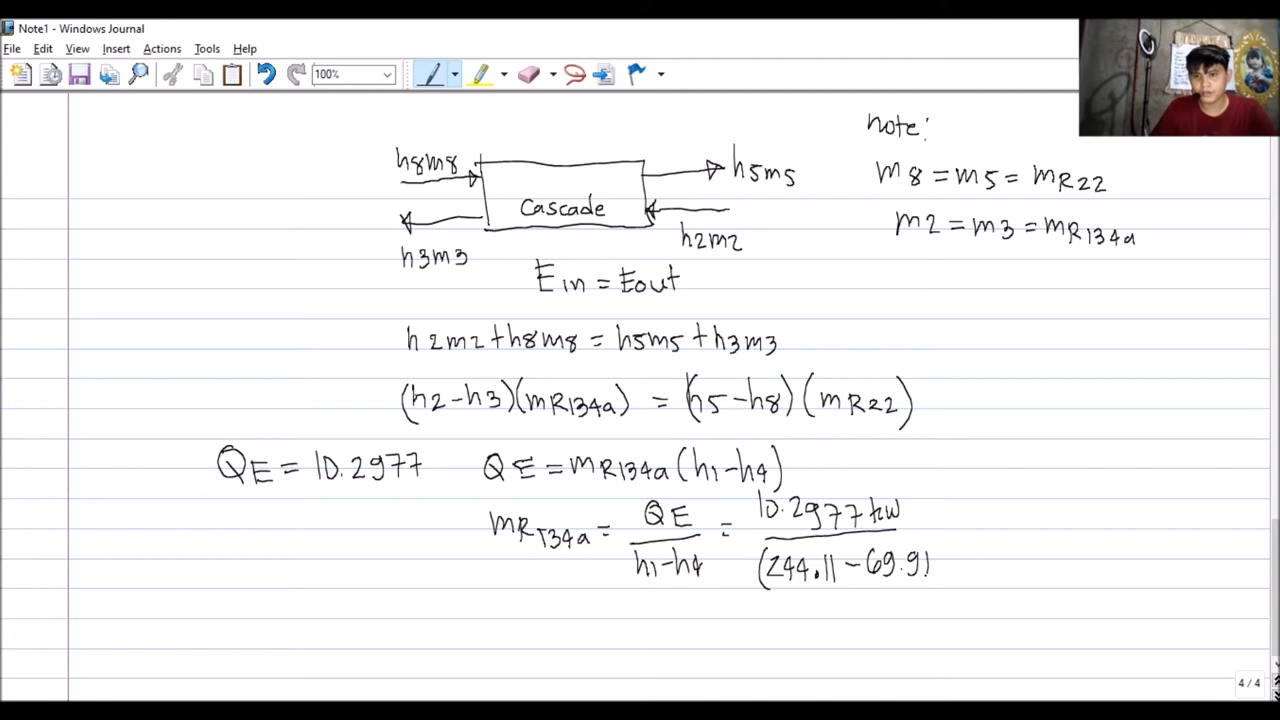 Note1 - Windows Journal
File Edit View Insert Actions Tools Help
100%
note:
h8m8
h5m5
m8 = m5 = mR22
cascade
m2 = m3 = mR134a
h2m2
h3m3
Ein = Eout
h2m2+h8m8 = h5m5+h3m3
(h2-h3)(mR134a) = (h5-h8)(mR22)
QE = 10.2977 QE = mR134a(h1-h4)
mR134a = QE / h1-h4 = 10.2977 kW / (244.11 - 69.91
4 / 4